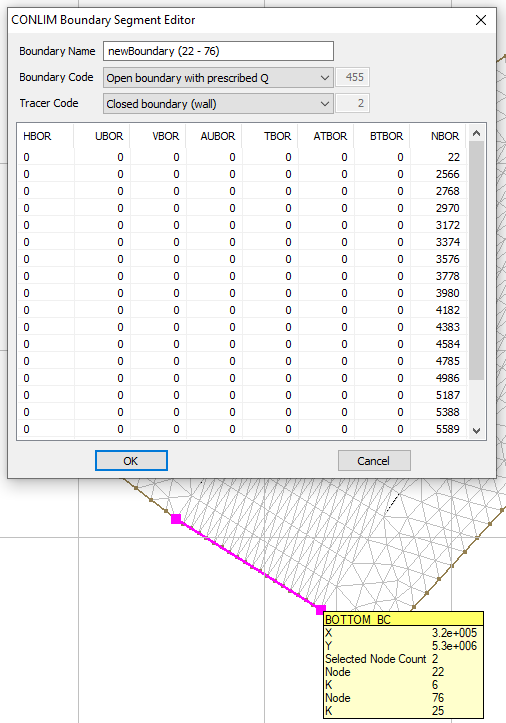 CONLIM Boundary Segment Editor
Boundary Name newBoundary (22 - 76)
Boundary Code Open boundary with prescribed Q 455
Tracer Code Closed boundary (wall) 2
HBOR UBOR VBOR AUBOR TBOR ATBOR BTBOR NBOR
0 0 0 0 0 0 0 22
0 0 0 0 0 0 0 2566
0 0 0 0 0 0 0 2768
0 0 0 0 0 0 0 2970
0 0 0 0 0 0 0 3172
0 0 0 0 0 0 0 3374
0 0 0 0 0 0 0 3576
0 0 0 0 0 0 0 3778
0 0 0 0 0 0 0 3980
0 0 0 0 0 0 0 4182
0 0 0 0 0 0 0 4383
0 0 0 0 0 0 0 4584
0 0 0 0 0 0 0 4785
0 0 0 0 0 0 0 4986
0 0 0 0 0 0 0 5187
0 0 0 0 0 0 0 5388
0 0 0 0 0 0 0 5589
OK Cancel
BOTTOM_BC
X 3.2e+005
Y 5.3e+006
Selected Node Count 2
Node 22
K 6
Node 76
K 25